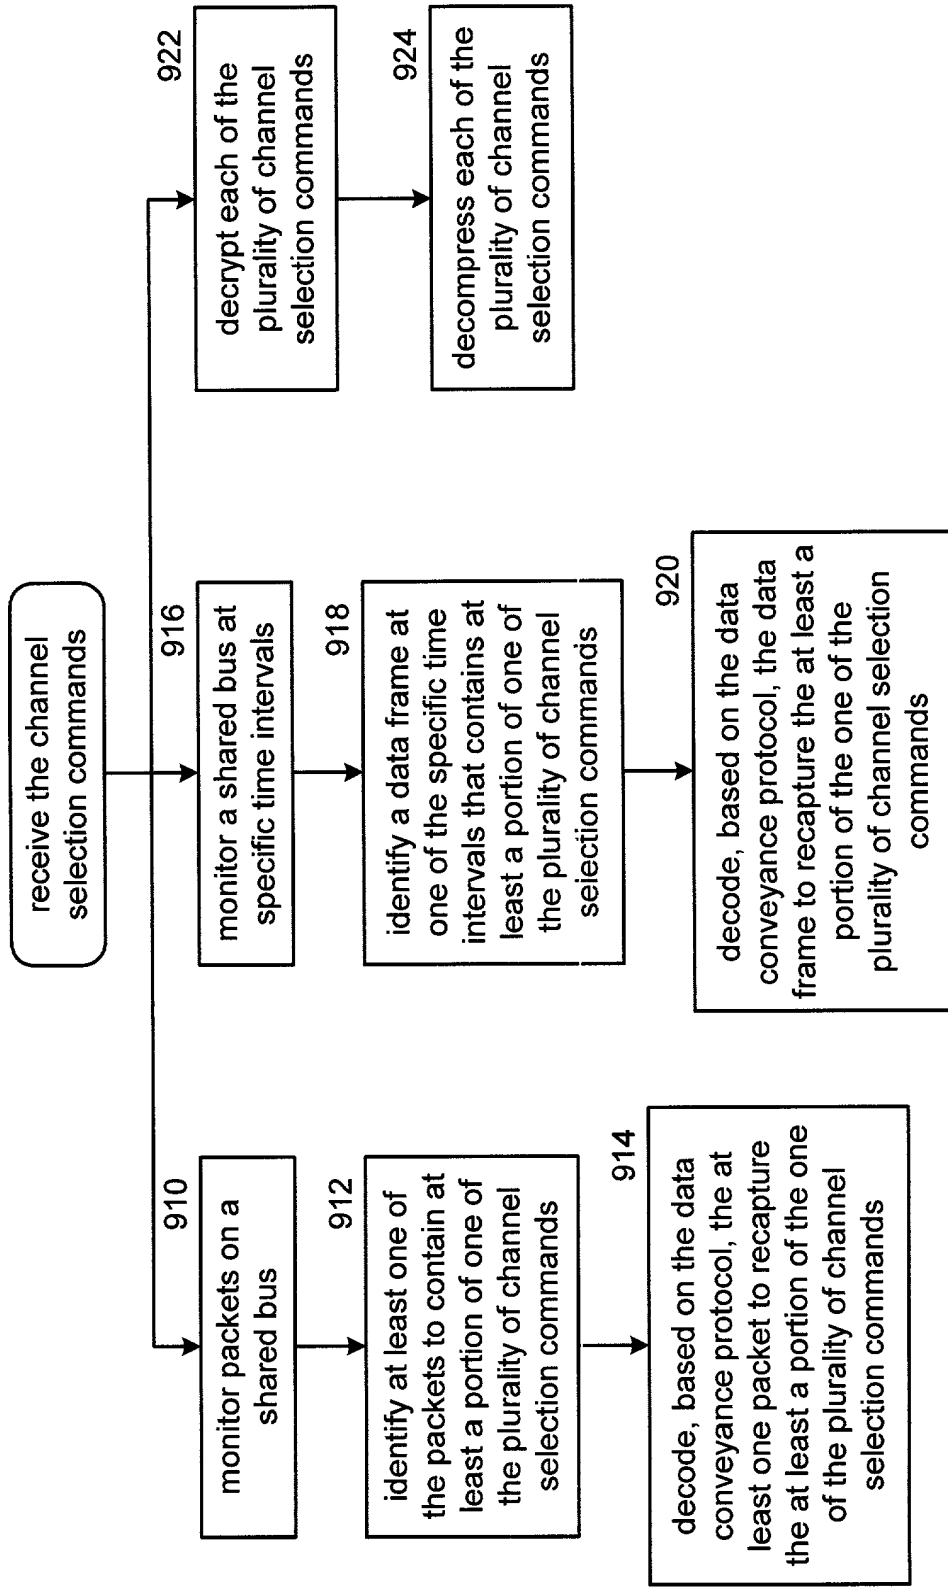 receive the channel
selection commands
910
monitor packets on a
shared bus
912
identify at least one of
the packets to contain at
least a portion of one of
the plurality of channel
selection commands
914
decode, based on the data
conveyance protocol, the at
least one packet to recapture
the at least a portion of the one
of the plurality of channel
selection commands
916
monitor a shared bus at
specific time intervals
918
identify a data frame at
one of the specific time
intervals that contains at
least a portion of one of
the plurality of channel
selection commands
920
decode, based on the data
conveyance protocol, the data
frame to recapture the at least a
portion of the one of the
plurality of channel selection
commands
922
decrypt each of the
plurality of channel
selection commands
924
decompress each of the
plurality of channel
selection commands